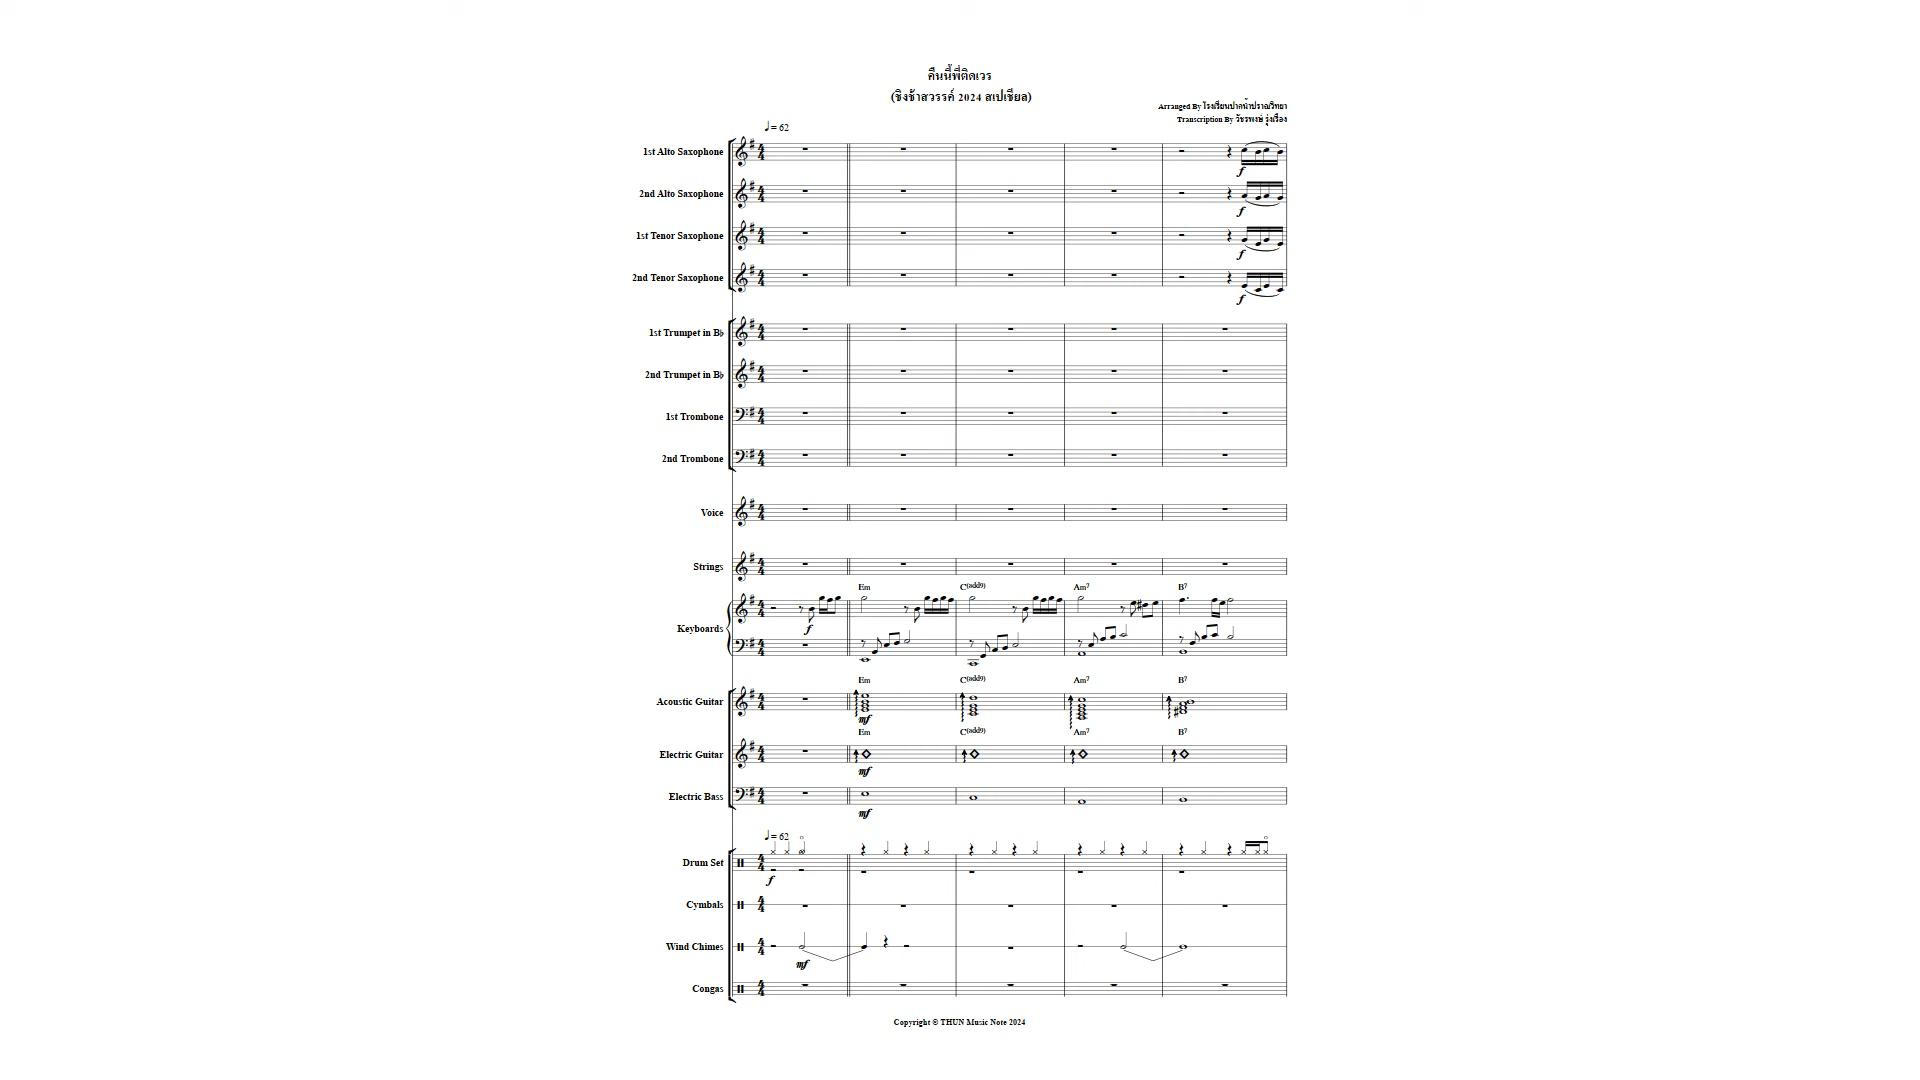 คืนนี้พี่ติดเวร
(ชิงช้าสวรรค์ 2024 สเปเชียล)
Arranged By โรงเรียนปากน้ำปราณวิทยา
Transcription By วัชรพงษ์ รุ่งเรือง
♩= 62
1st Alto Saxophone
f
2nd Alto Saxophone
f
1st Tenor Saxophone
f
2nd Tenor Saxophone
f
1st Trumpet in B♭
2nd Trumpet in B♭
1st Trombone
2nd Trombone
Voice
Strings
Em C(add9) Am7 B7
Keyboards
f
Em C(add9) Am7 B7
Acoustic Guitar
mf
Em C(add9) Am7 B7
Electric Guitar
mf
Electric Bass
mf
♩= 62
Drum Set
f
Cymbals
Wind Chimes
mf
Congas
Copyright © THUN Music Note 2024